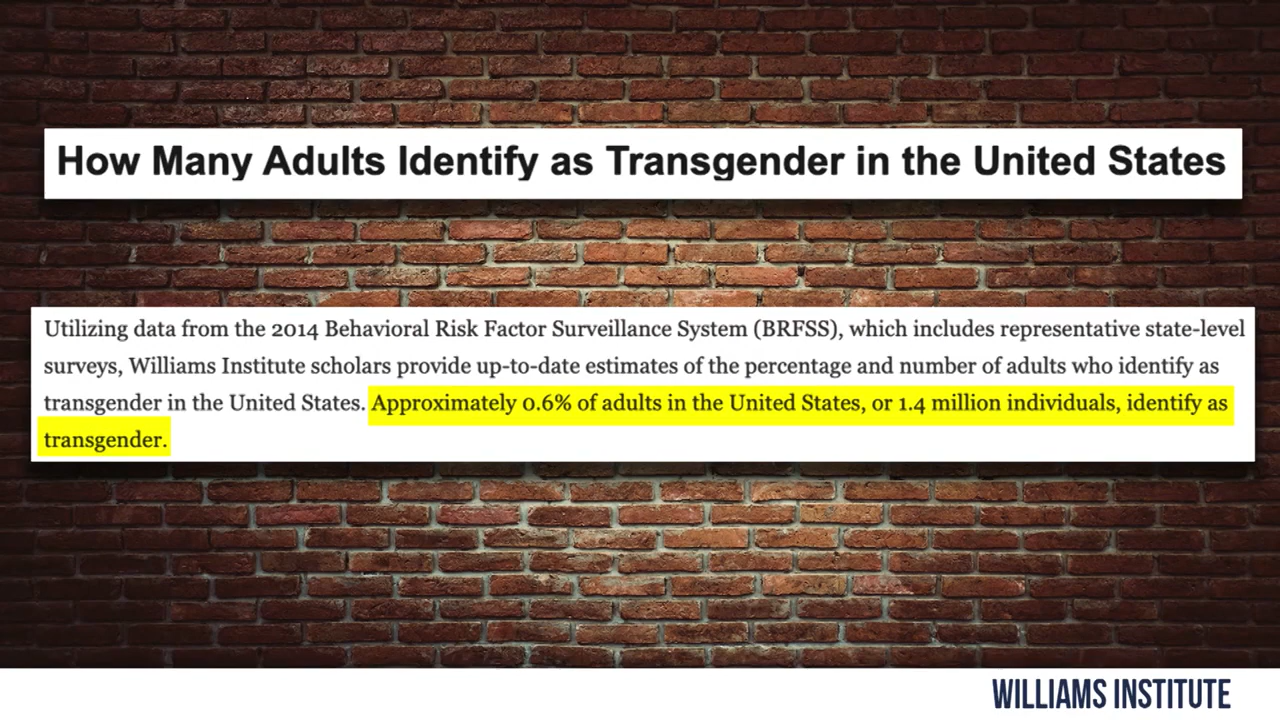 How Many Adults Identify as Transgender in the United States
Utilizing data from the 2014 Behavioral Risk Factor Surveillance System (BRFSS), which includes representative state-level
surveys, Williams Institute scholars provide up-to-date estimates of the percentage and number of adults who identify as
transgender in the United States. Approximately 0.6% of adults in the United States, or 1.4 million individuals, identify as
transgender.
WILLIAMS INSTITUTE